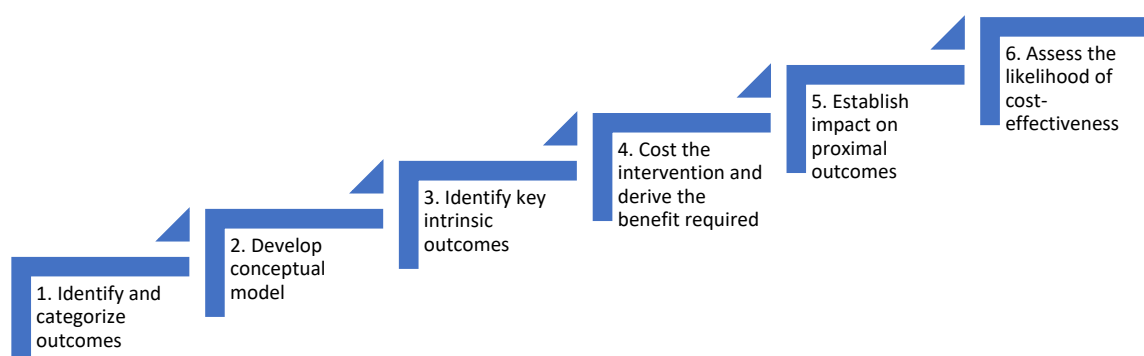 1. Identify and
categorize
outcomes
2. Develop
conceptual
model
3. Identify key
intrinsic
outcomes
4. Cost the
intervention and
derive the
benefit required
5. Establish
impact on
proximal
outcomes
6. Assess the
likelihood of
cost-
effectiveness